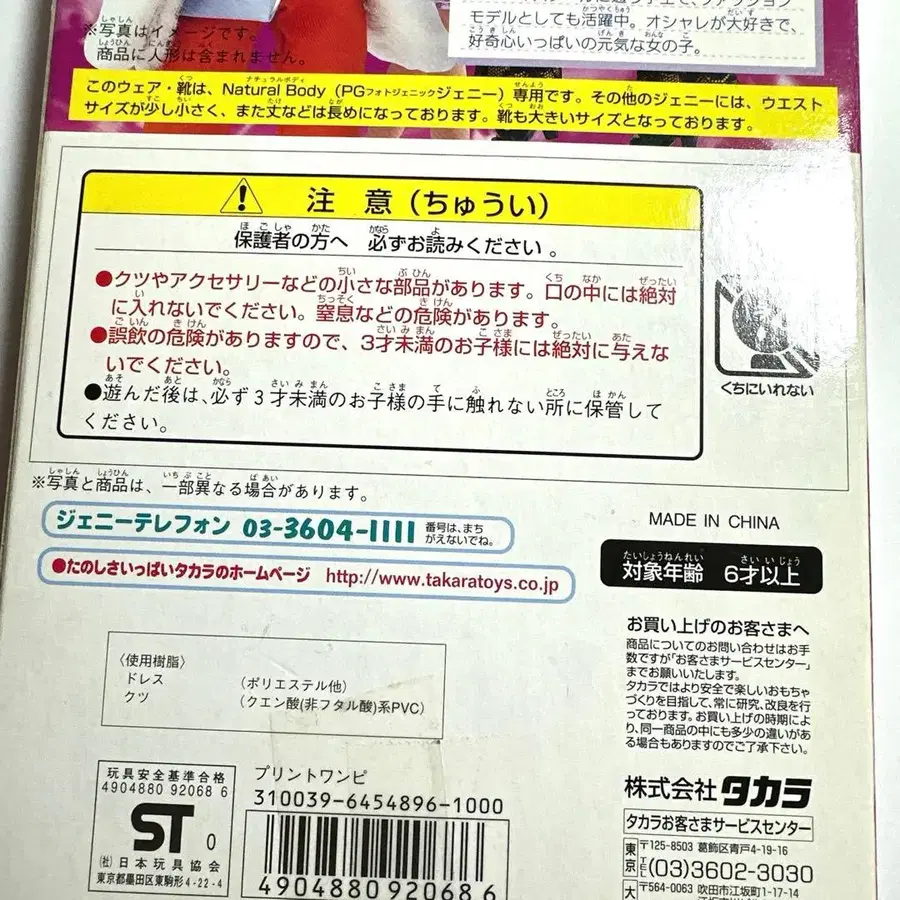 モデルとしても活躍中。オシャレが大好きで、
好奇心いっぱいの元気な女の子。
※写真はイメージです。
商品に人形は含まれません。
このウェア・靴は、Natural Body（PGフォトジェニックジェニー）専用です。その他のジェニーには、ウエスト
サイズが少し小さく、また丈などは長めになっております。靴も大きいサイズとなっております。
注 意（ちゅうい）
保護者の方へ 必ずお読みください。
●クツやアクセサリーなどの小さな部品があります。口の中には絶対
に入れないでください。窒息などの危険があります。
●誤飲の危険がありますので、3才未満のお子様には絶対に与えな
いでください。
●遊んだ後は、必ず3才未満のお子様の手に触れない所に保管して
ください。
くちにいれない
※写真と商品は、一部異なる場合があります。
ジェニーテレフォン 03-3604-1111 番号は、まち
がえないでね。
●たのしさいっぱいタカラのホームページ http://www.takaratoys.co.jp
MADE IN CHINA
対象年齢 6才以上
〈使用樹脂〉
ドレス （ポリエステル他）
クツ （クエン酸(非フタル酸)系PVC）
お買い上げのお客さまへ
商品についてのお問い合わせはお手
数ですが「お客さまサービスセンター」
までお願いいたします。
タカラではより安全で楽しいおもちゃ
づくりを目指して、常に研究、改良を行
っております。お買い上げの時期によ
り、同一商品の中にも多少の違いがあ
る場合もありますのでご了承下さい。
玩具安全基準合格
4904880 92068 6
ST 0
(社)日本玩具協会
東京都墨田区東駒形4-22-4
プリントワンピ
310039-6454896-1000
4904880920686
株式会社タカラ
タカラお客さまサービスセンター
東京 〒125-8503 葛飾区青戸4-19-16
(03)3602-3030
大 〒564-0063 吹田市江坂町1-17-14